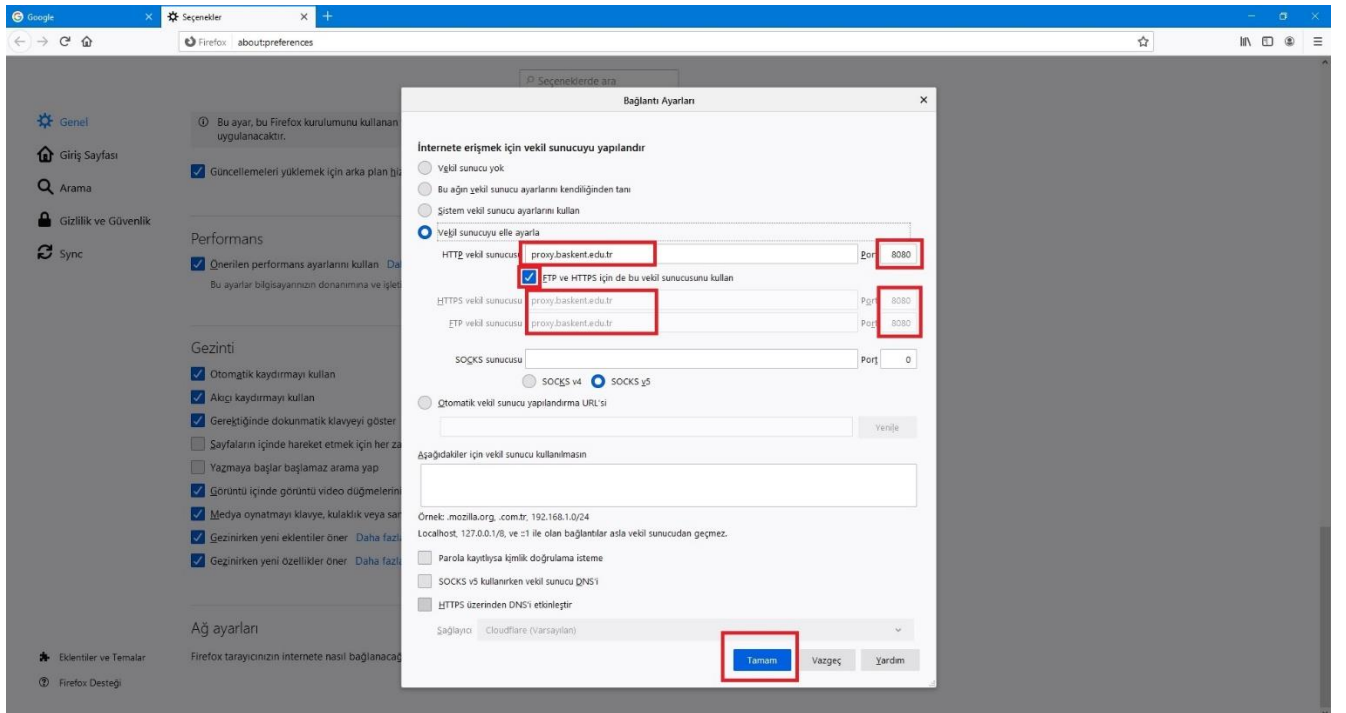 Google
Seçenekler
Firefox about:preferences
Seçeneklerde ara
Genel
Giriş Sayfası
Arama
Gizlilik ve Güvenlik
Sync
Eklentiler ve Temalar
Firefox Desteği
Bu ayar, bu Firefox kurulumunu kullanan
uygulanacaktır.
Güncellemeleri yüklemek için arka plan
Performans
Önerilen performans ayarlarını kullan
Bu ayarlar bilgisayarınızın donanımına ve
Gezinti
Otomatik kaydırmayı kullan
Akıcı kaydırmayı kullan
Gerektiğinde dokunmatik klavyeyi göster
Sayfaların içinde hareket etmek için her
Yazmaya başlar başlamaz arama yap
Görüntü içinde görüntü video düğmelerini
Medya oynatmayı klavye, kulaklık veya
Gezinirken yeni eklentiler öner Daha
Gezinirken yeni özellikler öner Daha
Ağ ayarları
Firefox tarayıcınızın internete nasıl
Bağlantı Ayarları
İnternete erişmek için vekil sunucuyu yapılandır
Vekil sunucu yok
Bu ağın vekil sunucu ayarlarını kendiliğinden tanı
Sistem vekil sunucu ayarlarını kullan
Vekil sunucuyu elle ayarla
HTTP vekil sunucusu proxy.baskent.edu.tr Port 8080
FTP ve HTTPS için de bu vekil sunucusunu kullan
HTTPS vekil sunucusu proxy.baskent.edu.tr Port 8080
FTP vekil sunucusu proxy.baskent.edu.tr Port 8080
SOCKS sunucusu Port 0
SOCKS v4 SOCKS v5
Otomatik vekil sunucu yapılandırma URL'si
Yenile
Aşağıdakiler için vekil sunucu kullanılmasın
Örnek: .mozilla.org, .com.tr, 192.168.1.0/24
Localhost, 127.0.0.1/8, ve ::1 ile olan bağlantılar asla vekil sunucudan geçmez.
Parola kayıtlıysa kimlik doğrulama isteme
SOCKS v5 kullanırken vekil sunucu DNS'i
HTTPS üzerinden DNS'i etkinleştir
Sağlayıcı Cloudflare (Varsayılan)
Tamam Vazgeç Yardım